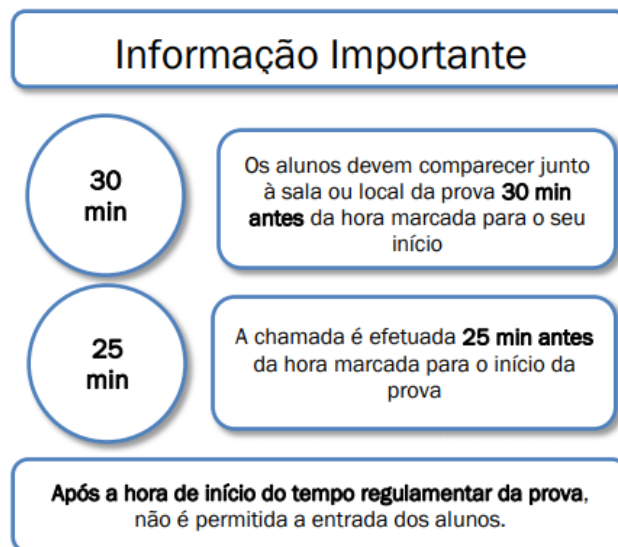 Informação Importante
30
min
Os alunos devem comparecer junto
à sala ou local da prova 30 min
antes da hora marcada para o seu
início
25
min
A chamada é efetuada 25 min antes
da hora marcada para o início da
prova
Após a hora de início do tempo regulamentar da prova,
não é permitida a entrada dos alunos.